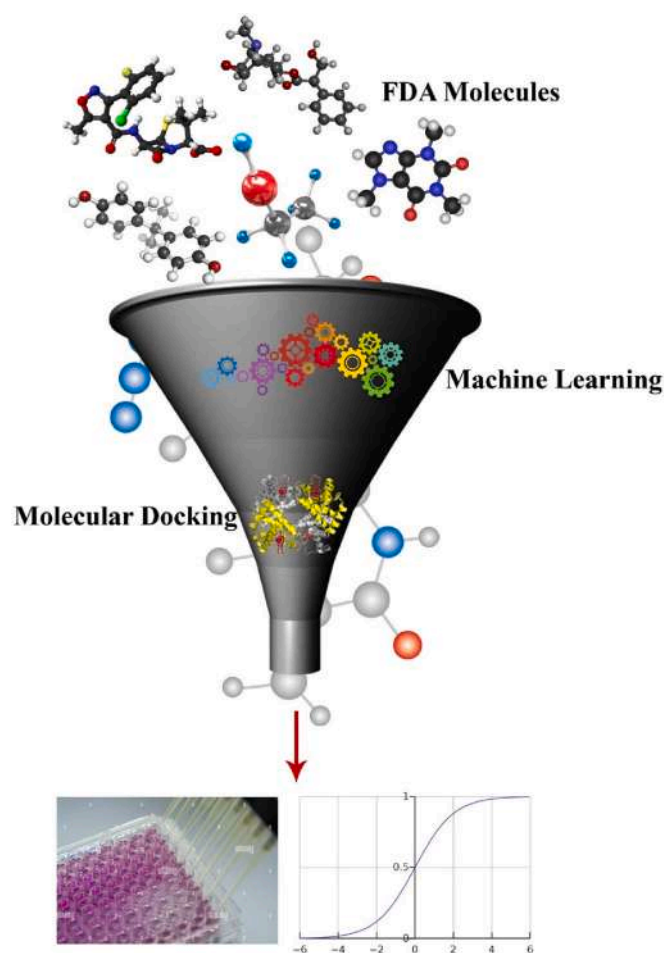 FDA Molecules
Machine Learning
Molecular Docking
1
0.5
0
−6 −4 −2 0 2 4 6